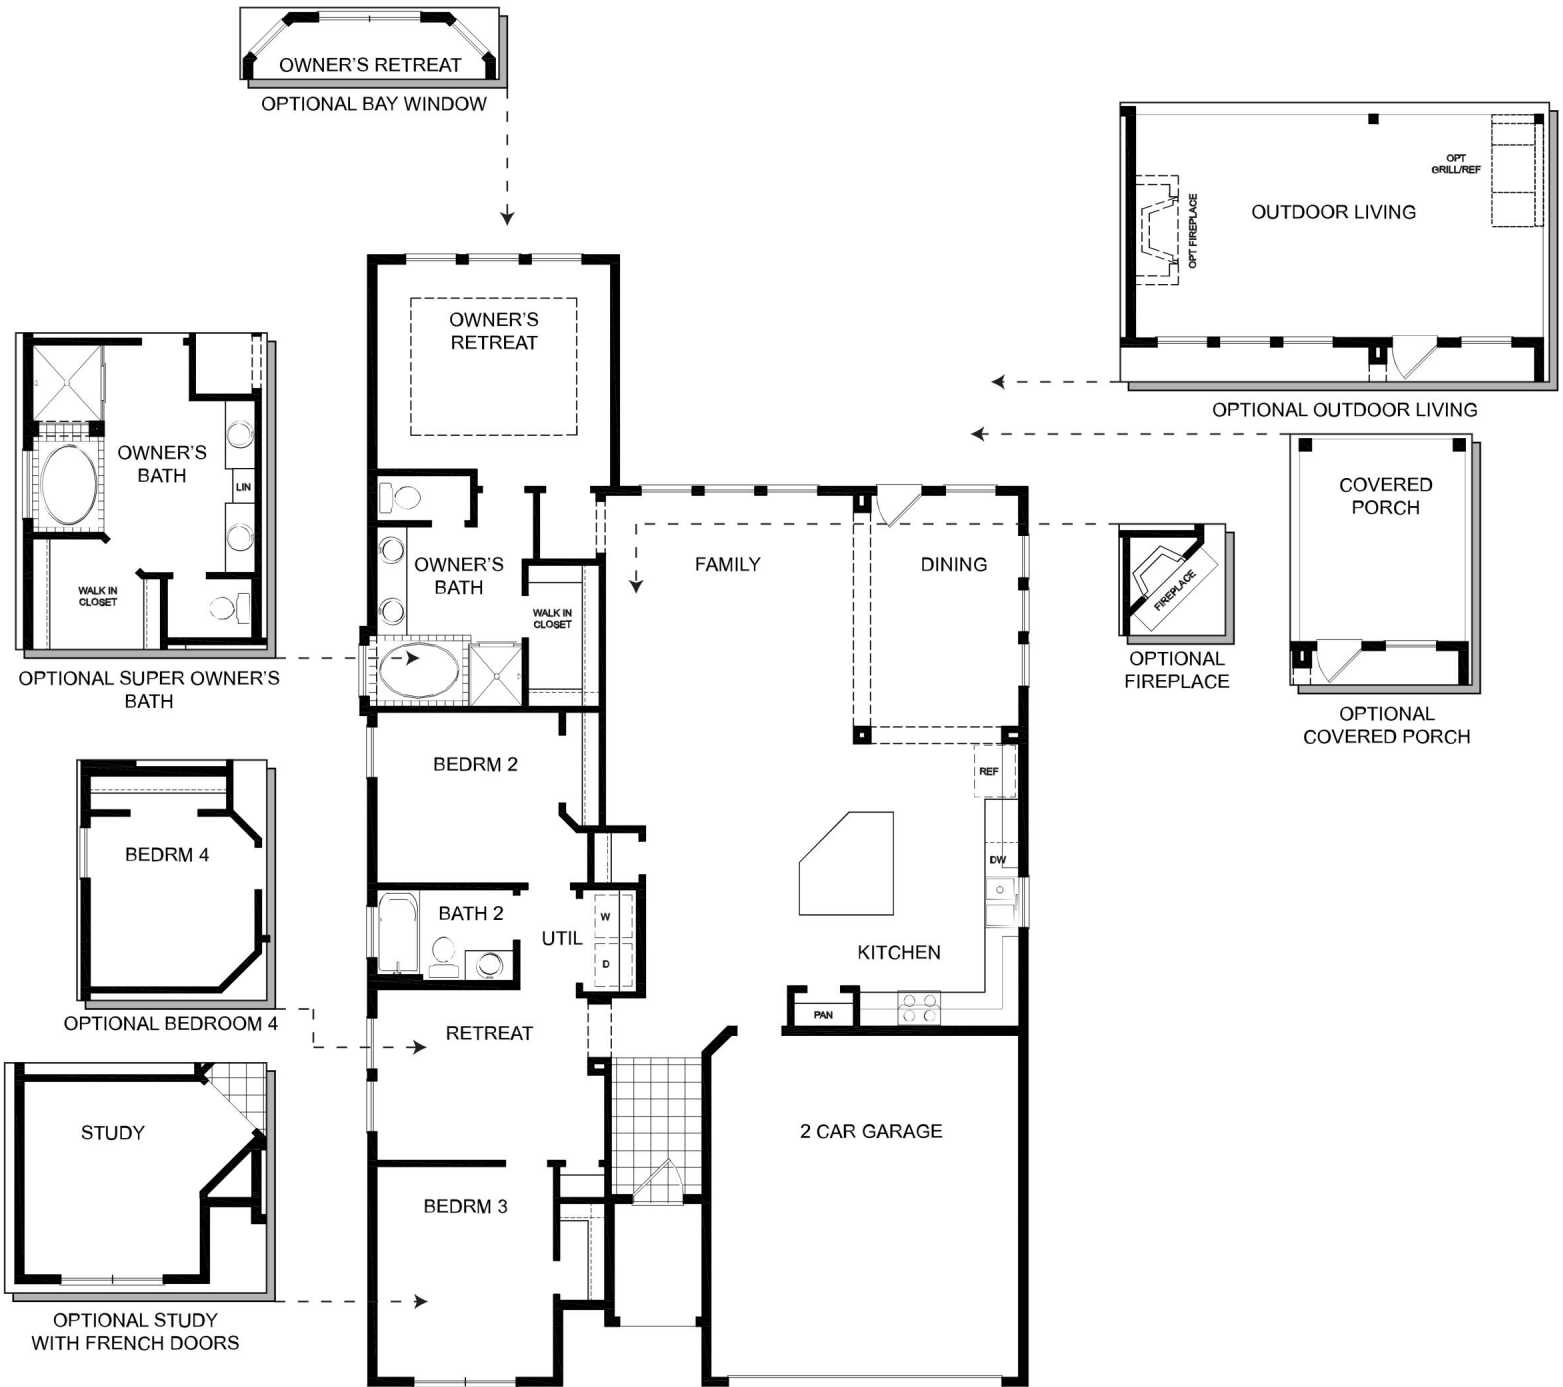 OWNER'S RETREAT
OPTIONAL BAY WINDOW
OPT
GRILL/REF
OUTDOOR LIVING
OPT FIREPLACE
OPTIONAL OUTDOOR LIVING
OWNER'S
RETREAT
OWNER'S
BATH
LIN
WALK IN
CLOSET
OPTIONAL SUPER OWNER'S
BATH
COVERED
PORCH
OPTIONAL
COVERED PORCH
FIREPLACE
OPTIONAL
FIREPLACE
FAMILY
DINING
OWNER'S
BATH
WALK IN
CLOSET
BEDRM 2
REF
DW
BEDRM 4
OPTIONAL BEDROOM 4
BATH 2
W
UTIL
D
KITCHEN
PAN
RETREAT
STUDY
OPTIONAL STUDY
WITH FRENCH DOORS
2 CAR GARAGE
BEDRM 3